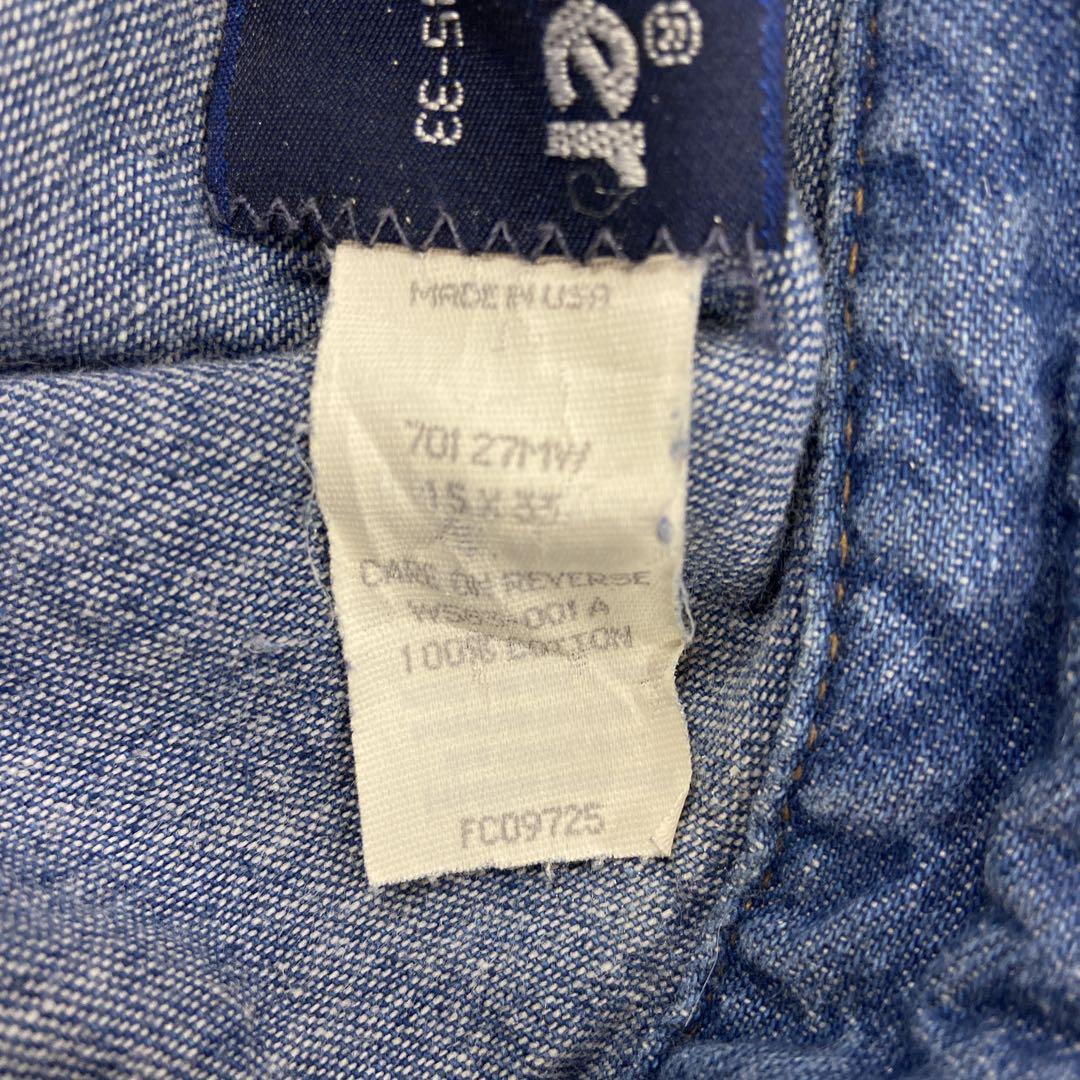 er®
15-33
MADE IN USA
70127MW
15 X 33
CARE ON REVERSE
100% COTTON
FC09725